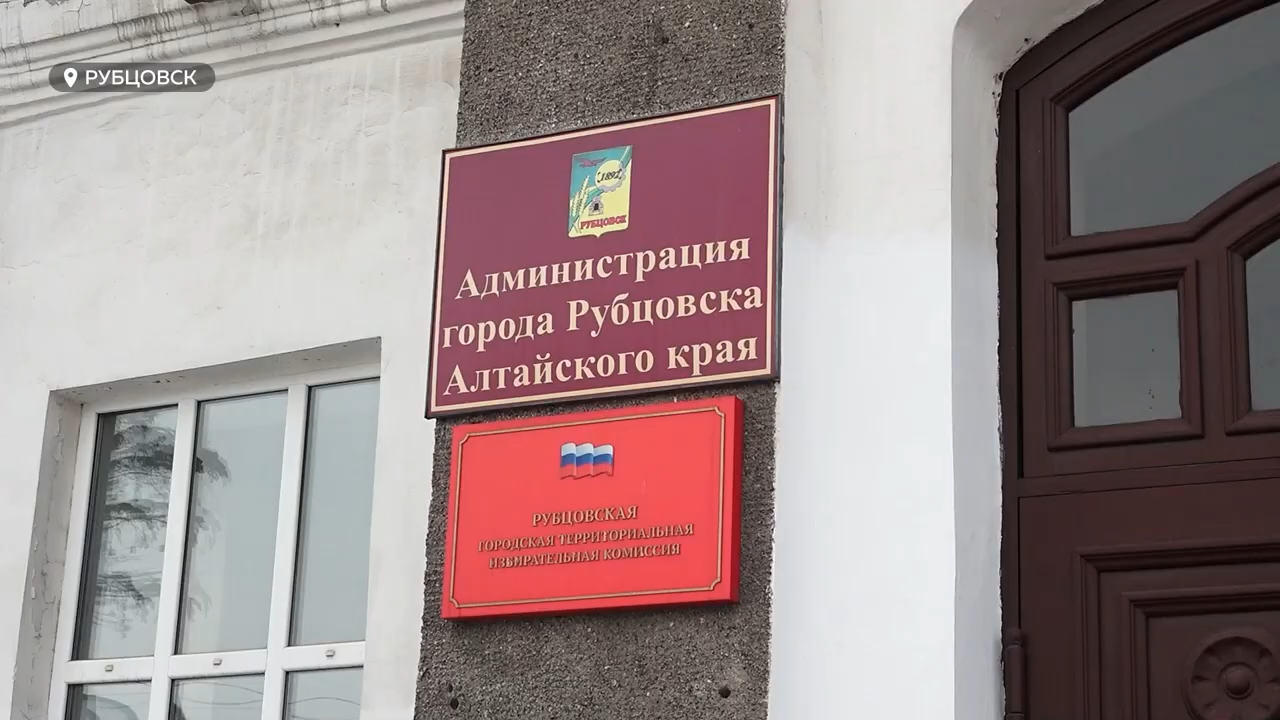 РУБЦОВСК
1892
РУБЦОВСК
Администрация
города Рубцовска
Алтайского края
РУБЦОВСКАЯ
ГОРОДСКАЯ ТЕРРИТОРИАЛЬНАЯ
ИЗБИРАТЕЛЬНАЯ КОМИССИЯ